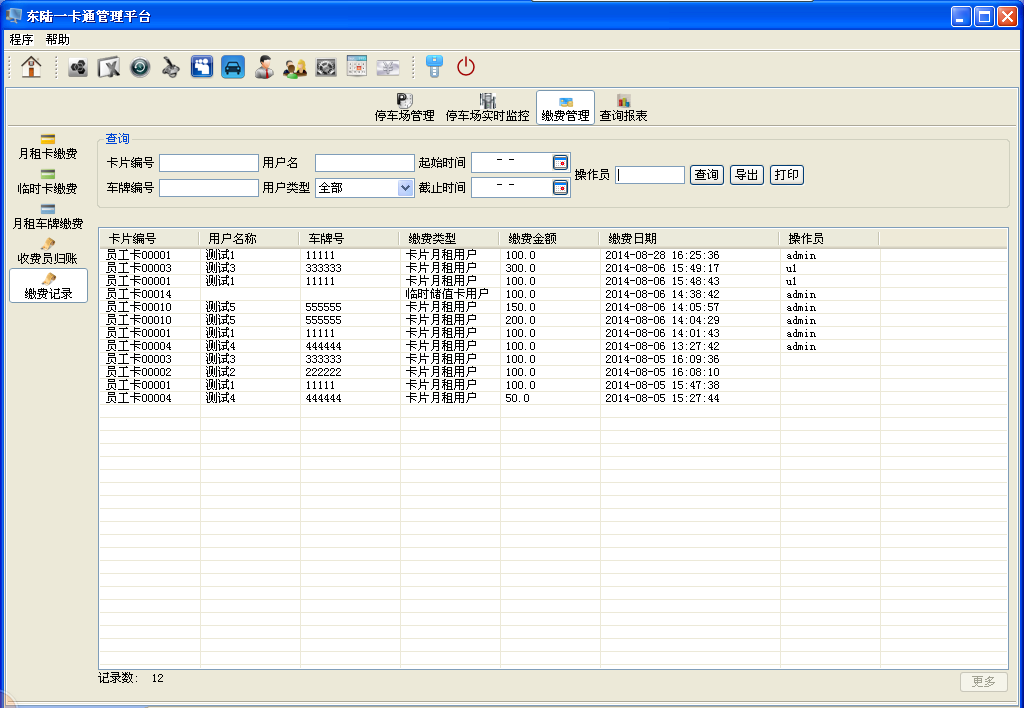 东陆一卡通管理平台
程序 帮助
停车场管理 停车场实时监控 缴费管理 查询报表
月租卡缴费
临时卡缴费
月租车牌缴费
收费员归账
缴费记录
查询
卡片编号 用户名 起始时间 - -
车牌编号 用户类型 全部 截止时间 - -
操作员 查询 导出 打印
卡片编号 用户名称 车牌号 缴费类型 缴费金额 缴费日期 操作员
员工卡00001 测试1 11111 卡片月租用户 100.0 2014-08-28 16:25:36 admin
员工卡00003 测试3 333333 卡片月租用户 300.0 2014-08-06 15:49:17 u1
员工卡00001 测试1 11111 卡片月租用户 100.0 2014-08-06 15:48:43 u1
员工卡00014 临时储值卡用户 100.0 2014-08-06 14:38:42 admin
员工卡00010 测试5 555555 卡片月租用户 150.0 2014-08-06 14:05:57 admin
员工卡00010 测试5 555555 卡片月租用户 200.0 2014-08-06 14:04:29 admin
员工卡00001 测试1 11111 卡片月租用户 100.0 2014-08-06 14:01:43 admin
员工卡00004 测试4 444444 卡片月租用户 100.0 2014-08-06 13:27:42 admin
员工卡00003 测试3 333333 卡片月租用户 100.0 2014-08-05 16:09:36
员工卡00002 测试2 222222 卡片月租用户 100.0 2014-08-05 16:08:10
员工卡00001 测试1 11111 卡片月租用户 100.0 2014-08-05 15:47:38
员工卡00004 测试4 444444 卡片月租用户 50.0 2014-08-05 15:27:44
记录数: 12
更多